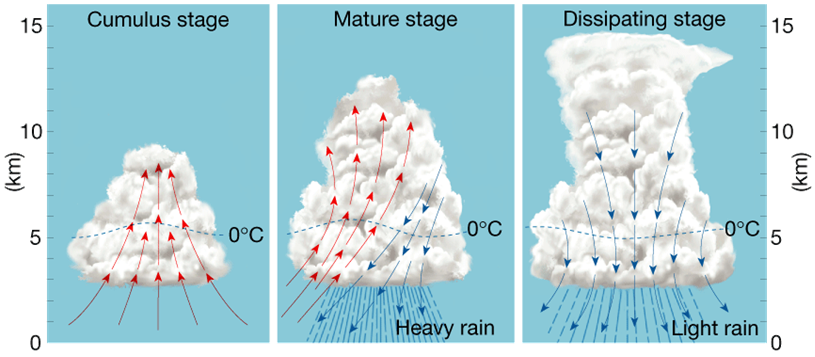 Cumulus stage
Mature stage
Dissipating stage
15
10
5
0
(km)
0°C
0°C
Heavy rain
0°C
Light rain
15
10
5
0
(km)